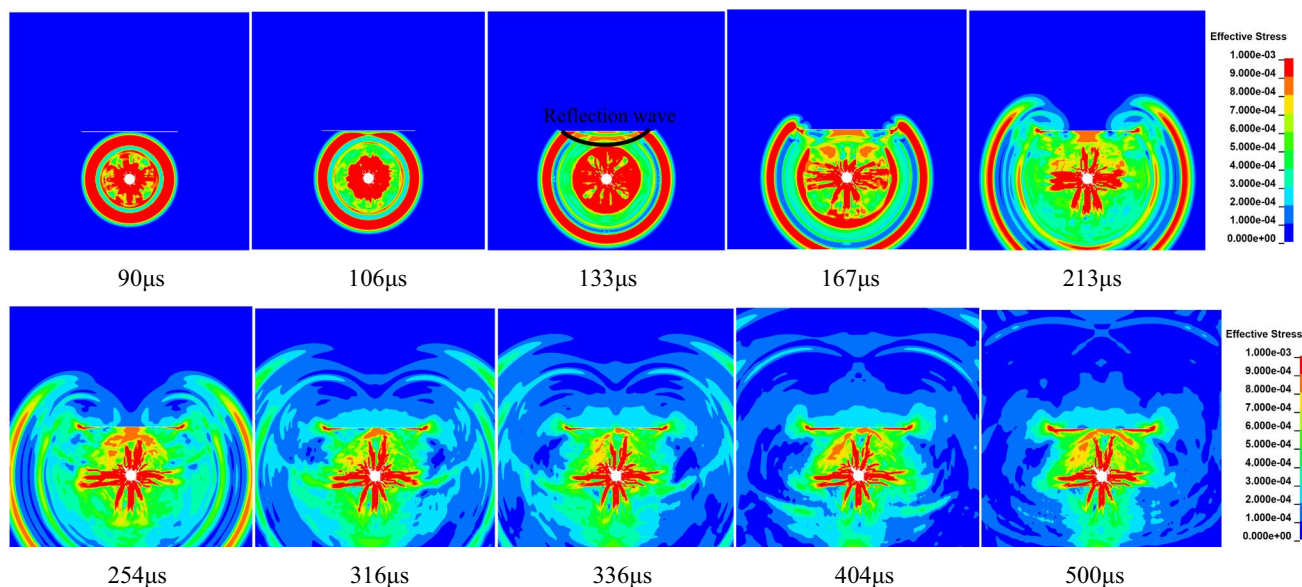 Effective Stress
1.000e-03
9.000e-04
8.000e-04
7.000e-04
6.000e-04
5.000e-04
4.000e-04
3.000e-04
2.000e-04
1.000e-04
0.000e+00
Reflection wave
90μs
106μs
133μs
167μs
213μs
Effective Stress
1.000e-03
9.000e-04
8.000e-04
7.000e-04
6.000e-04
5.000e-04
4.000e-04
3.000e-04
2.000e-04
1.000e-04
0.000e+00
254μs
316μs
336μs
404μs
500μs